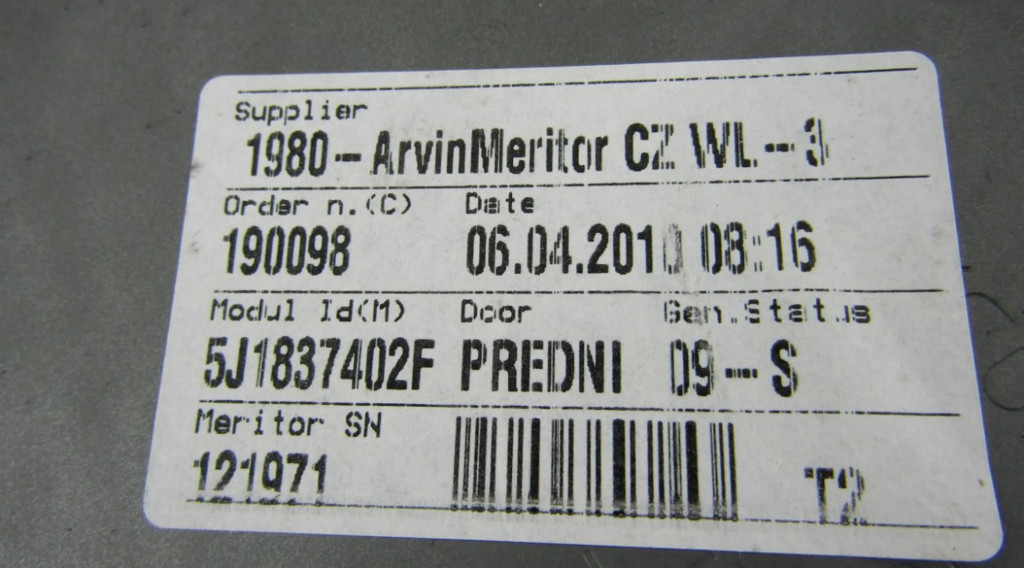 Supplier
1980-ArvinMeritor CZ WL-3
Order n.(C) Date
190098 06.04.2010 08:16
Modul Id(M) Door Gen.Status
5J1837402F PREDNI 09-S
Meritor SN
121971 T2